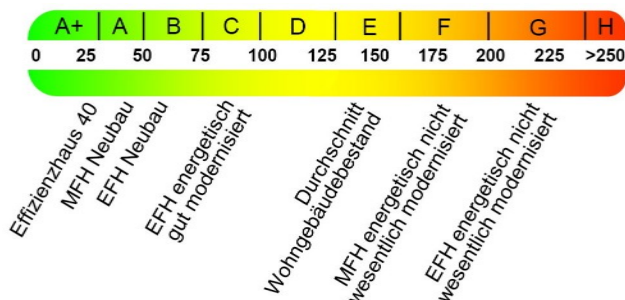 A+ A B C D E F G H
0 25 50 75 100 125 150 175 200 225 >250
Effizienzhaus 40
MFH Neubau
EFH Neubau
EFH energetisch
gut modernisiert
Durchschnitt
Wohngebäudebestand
MFH energetisch nicht
wesentlich modernisiert
EFH energetisch nicht
wesentlich modernisiert